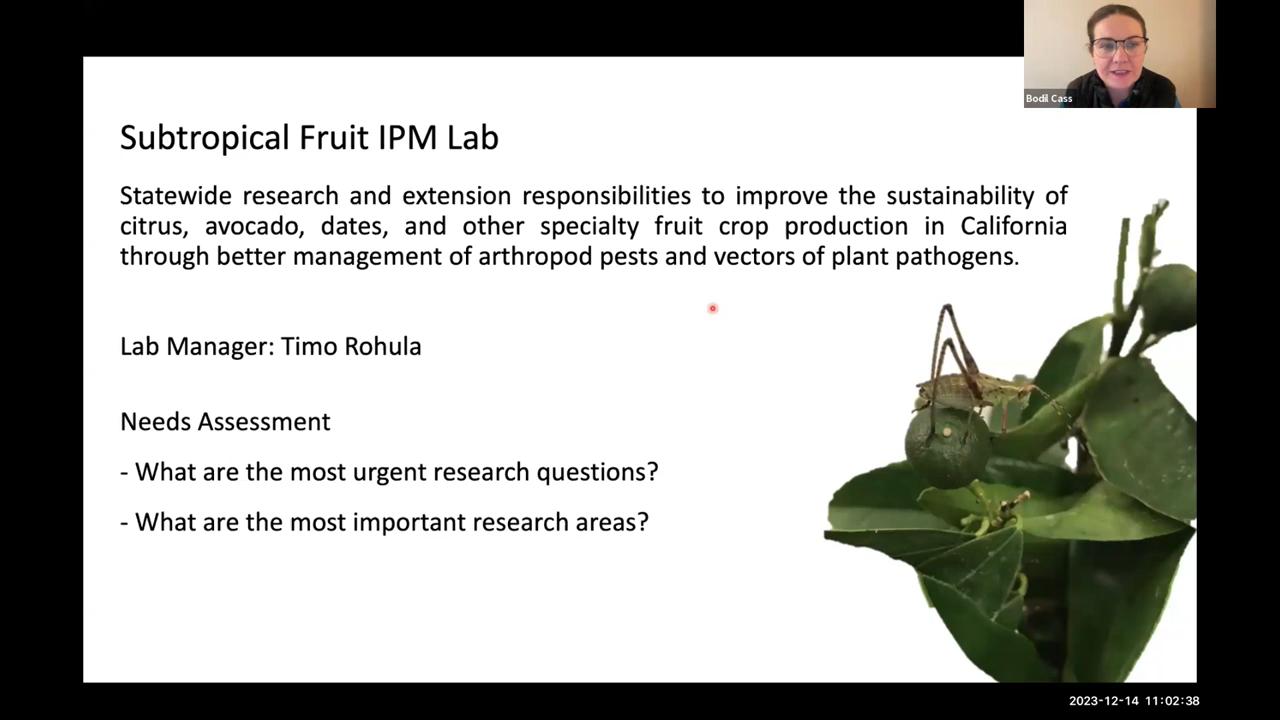 Bodil Cass
Subtropical Fruit IPM Lab
Statewide research and extension responsibilities to improve the sustainability of
citrus, avocado, dates, and other specialty fruit crop production in California
through better management of arthropod pests and vectors of plant pathogens.
Lab Manager: Timo Rohula
Needs Assessment
- What are the most urgent research questions?
- What are the most important research areas?
2023-12-14 11:02:38